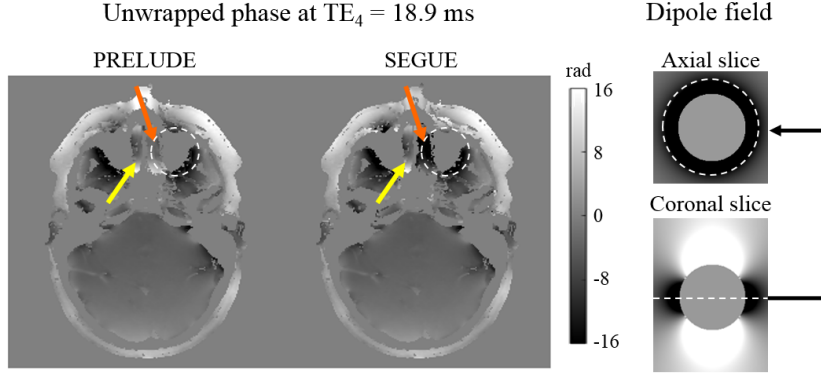 Unwrapped phase at TE4 = 18.9 ms
Dipole field
PRELUDE
SEGUE
rad
16
8
0
-8
-16
Axial slice
Coronal slice